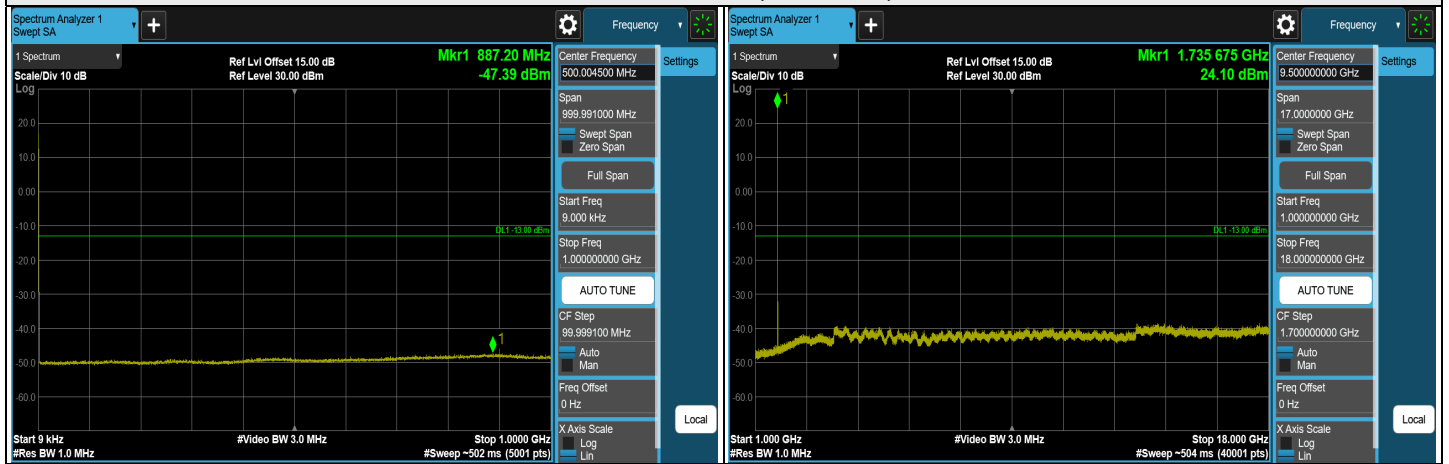 Spectrum Analyzer 1
Swept SA
+
Frequency
1 Spectrum
Ref Lvl Offset 15.00 dB
Ref Level 30.00 dBm
Mkr1 887.20 MHz
-47.39 dBm
Scale/Div 10 dB
Log
20.0
10.0
0.00
-10.0
-20.0
-30.0
-40.0
-50.0
-60.0
DL1 -13.00 dBm
1
Start 9 kHz
#Res BW 1.0 MHz
#Video BW 3.0 MHz
Stop 1.0000 GHz
#Sweep ~502 ms (5001 pts)
Center Frequency
500.004500 MHz
Settings
Span
999.991000 MHz
Swept Span
Zero Span
Full Span
Start Freq
9.000 kHz
Stop Freq
1.000000000 GHz
AUTO TUNE
CF Step
99.999100 MHz
Auto
Man
Freq Offset
0 Hz
X Axis Scale
Log
Lin
Local
Spectrum Analyzer 1
Swept SA
+
Frequency
1 Spectrum
Ref Lvl Offset 15.00 dB
Ref Level 30.00 dBm
Mkr1 1.735 675 GHz
24.10 dBm
Scale/Div 10 dB
Log
1
20.0
10.0
0.00
-10.0
-20.0
-30.0
-40.0
-50.0
-60.0
DL1 -13.00 dBm
Start 1.000 GHz
#Res BW 1.0 MHz
#Video BW 3.0 MHz
Stop 18.000 GHz
#Sweep ~504 ms (40001 pts)
Center Frequency
9.500000000 GHz
Settings
Span
17.0000000 GHz
Swept Span
Zero Span
Full Span
Start Freq
1.000000000 GHz
Stop Freq
18.000000000 GHz
AUTO TUNE
CF Step
1.700000000 GHz
Auto
Man
Freq Offset
0 Hz
X Axis Scale
Log
Lin
Local